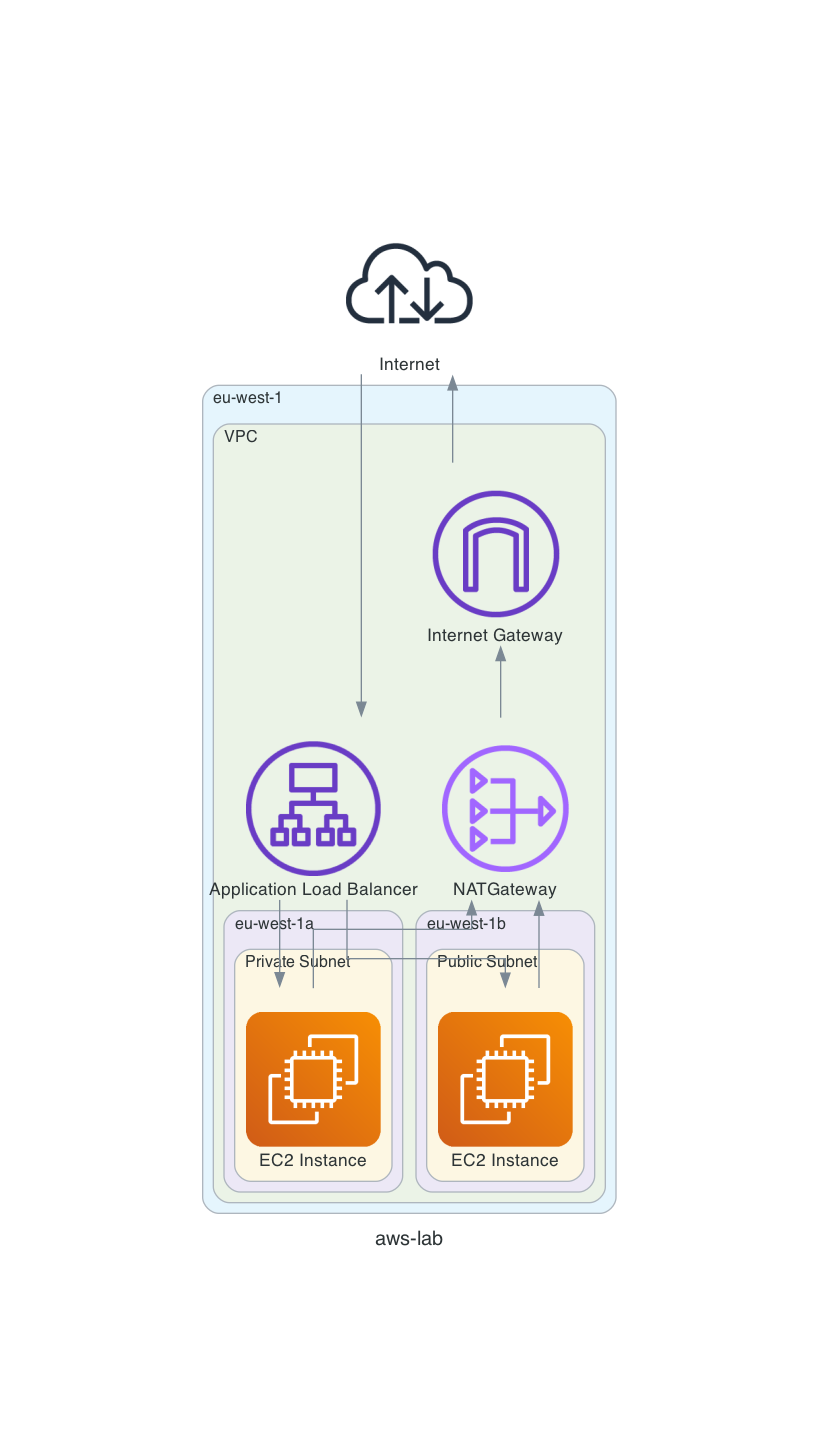 Internet
eu-west-1
VPC
Internet Gateway
Application Load Balancer
NATGateway
eu-west-1a
eu-west-1b
Private Subnet
Public Subnet
EC2 Instance
EC2 Instance
aws-lab